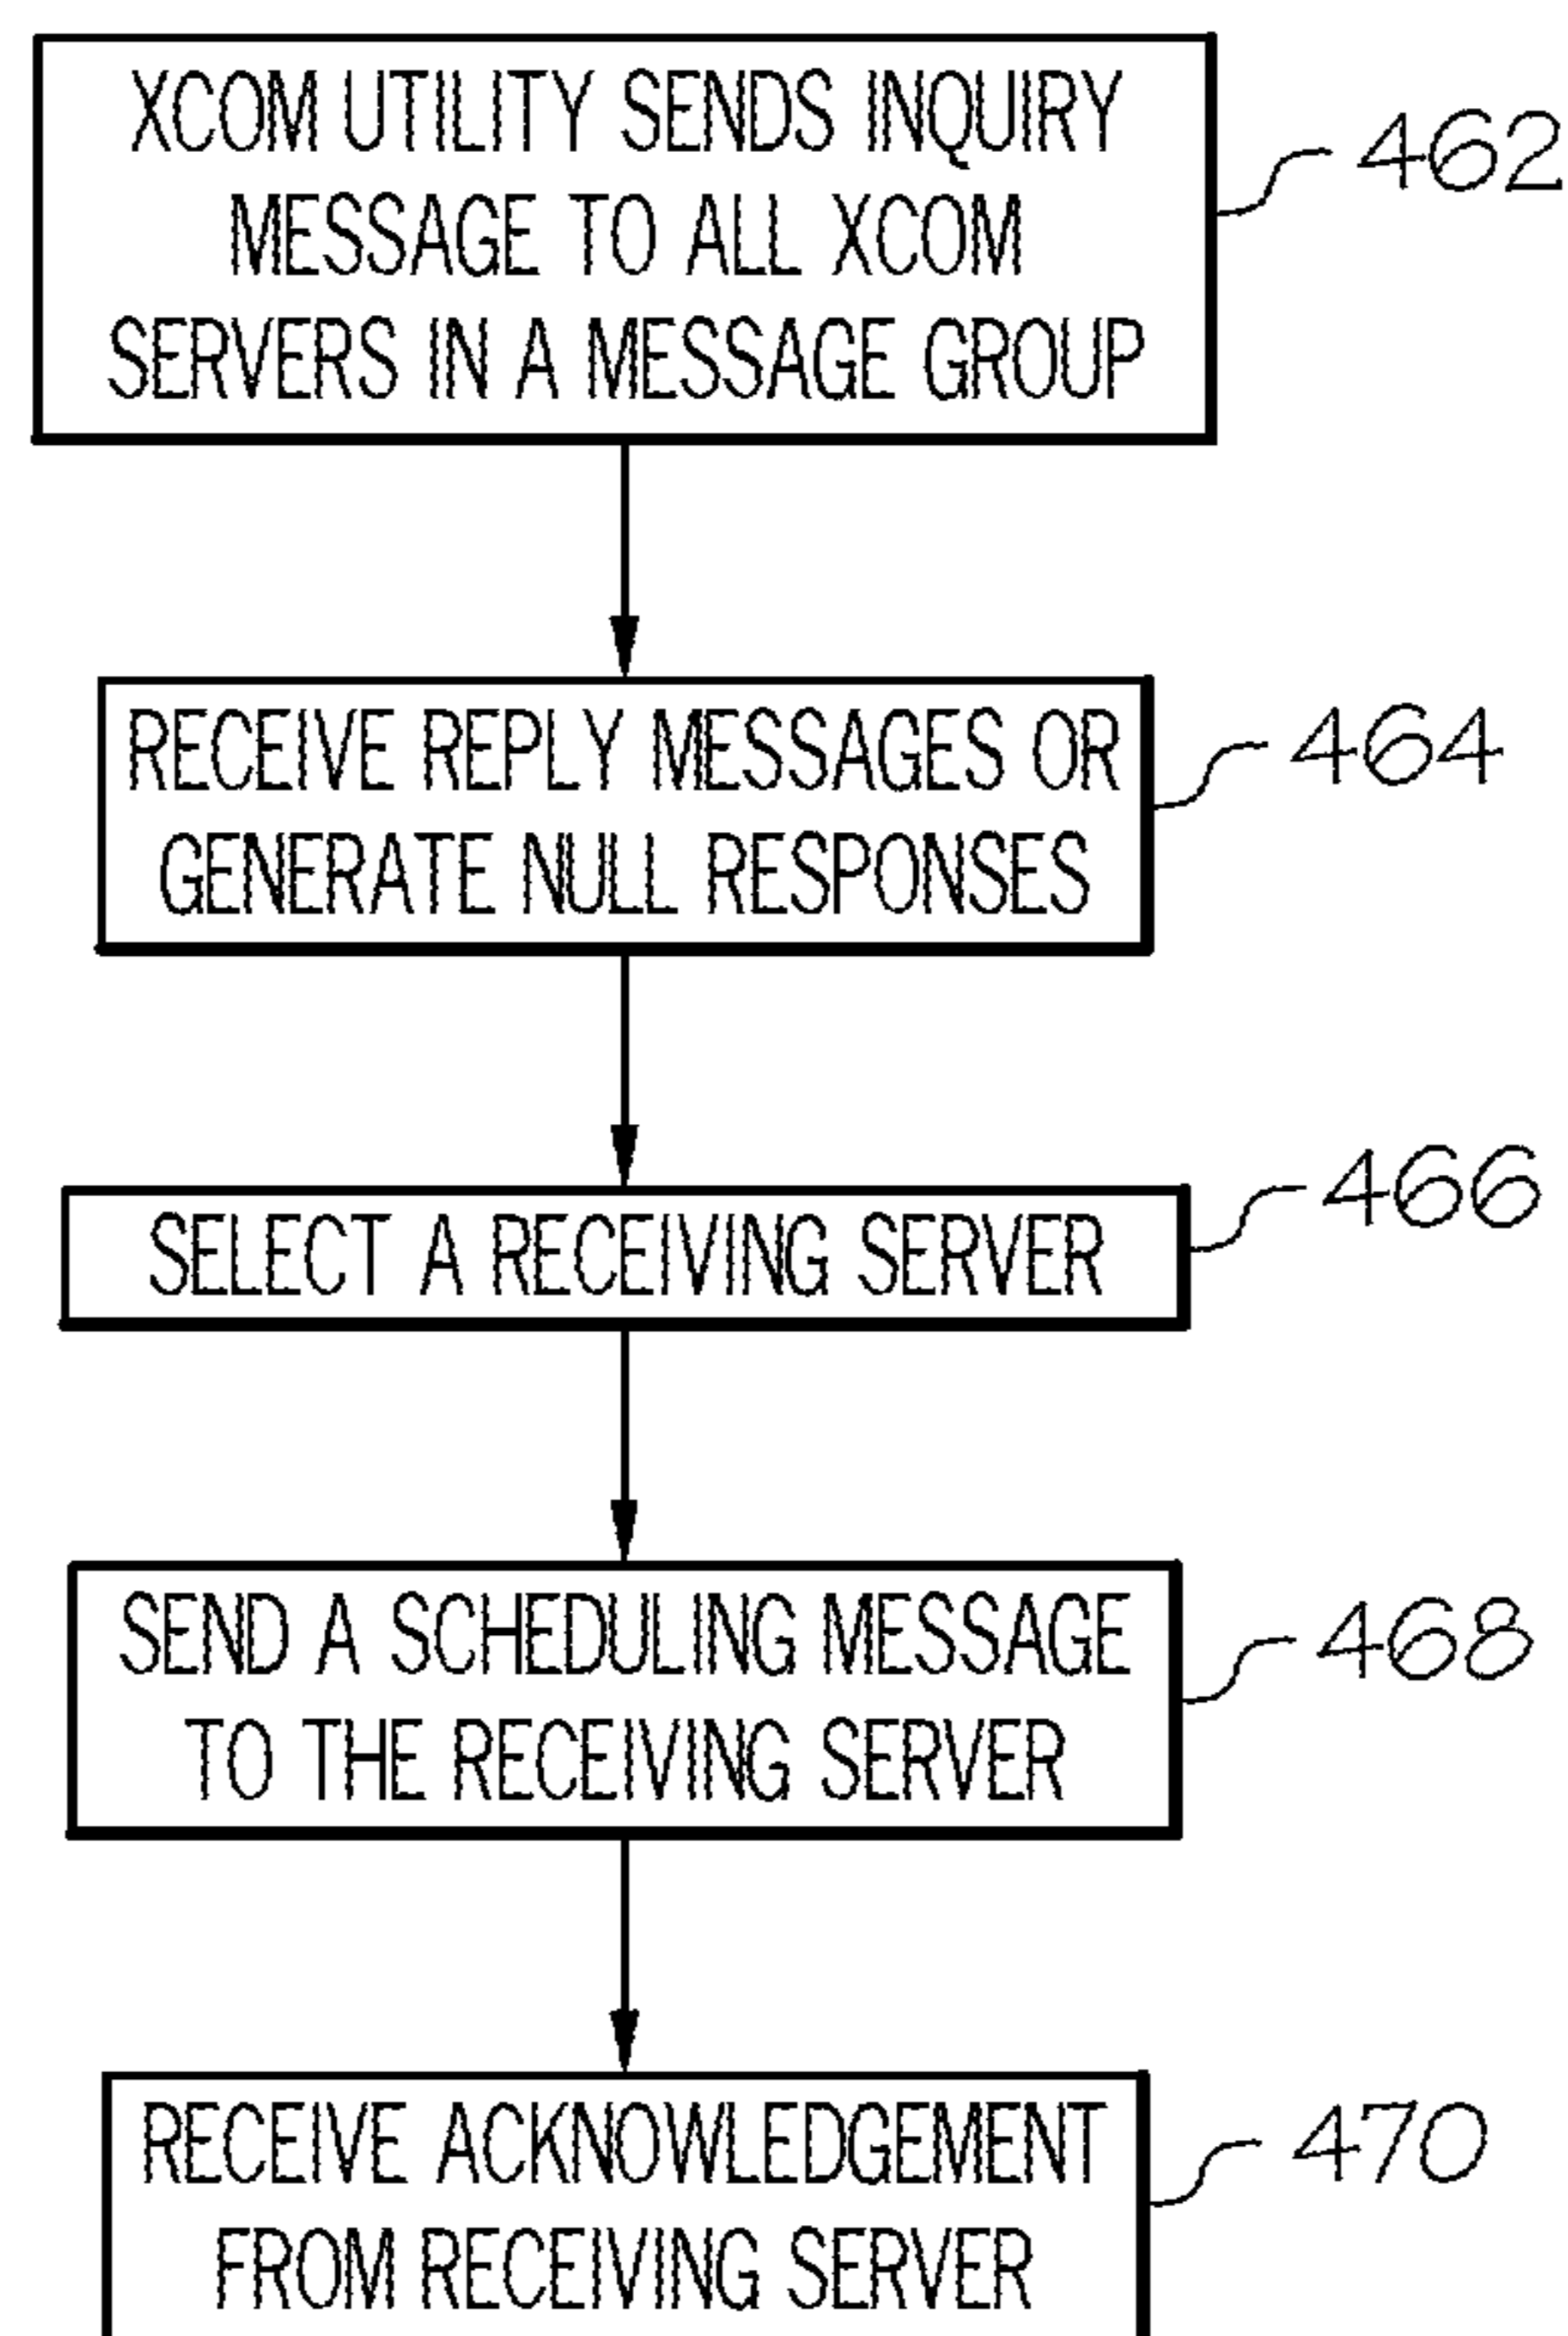 XCOM UTILITY SENDS INQUIRY
MESSAGE TO ALL XCOM
SERVERS IN A MESSAGE GROUP
462
RECEIVE REPLY MESSAGES OR
GENERATE NULL RESPONSES
464
SELECT A RECEIVING SERVER
466
SEND A SCHEDULING MESSAGE
TO THE RECEIVING SERVER
468
RECEIVE ACKNOWLEDGEMENT
FROM RECEIVING SERVER
470